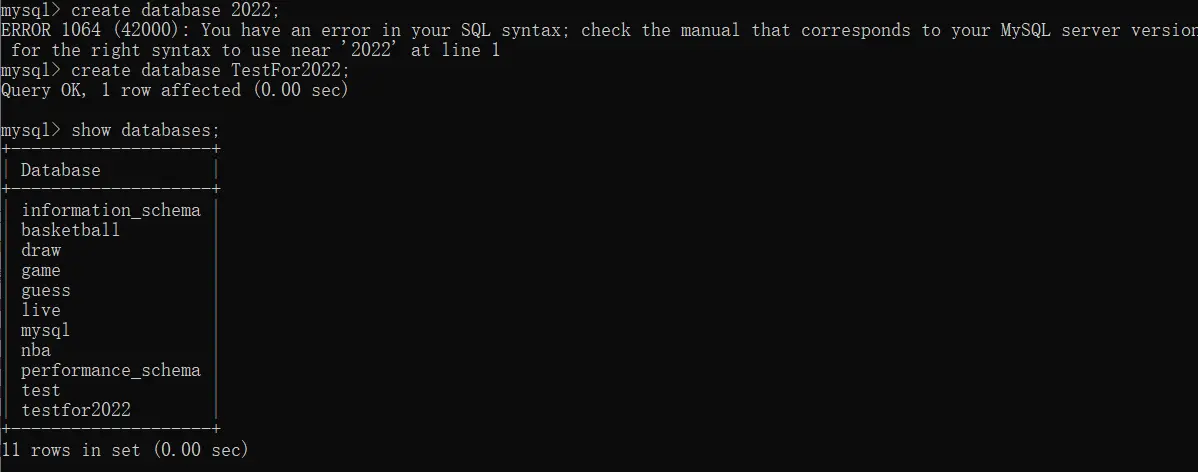 mysql> create database 2022;
ERROR 1064 (42000): You have an error in your SQL syntax; check the manual that corresponds to your MySQL server version
for the right syntax to use near '2022' at line 1
mysql> create database TestFor2022;
Query OK, 1 row affected (0.00 sec)
mysql> show databases;
+--------------------+
| Database           |
+--------------------+
| information_schema |
| basketball         |
| draw               |
| game               |
| guess              |
| live               |
| mysql              |
| nba                |
| performance_schema |
| test               |
| testfor2022        |
+--------------------+
11 rows in set (0.00 sec)